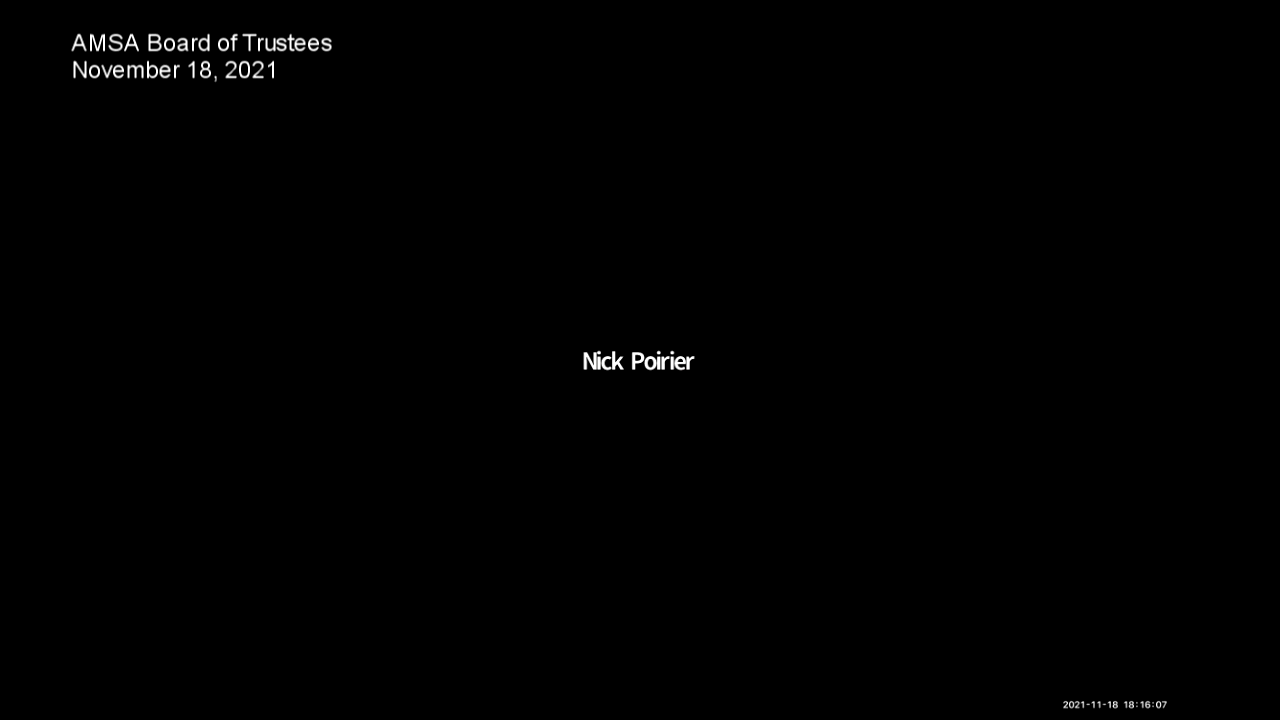 AMSA Board of Trustees
November 18, 2021
Nick Poirier
2021-11-18 18:16:07